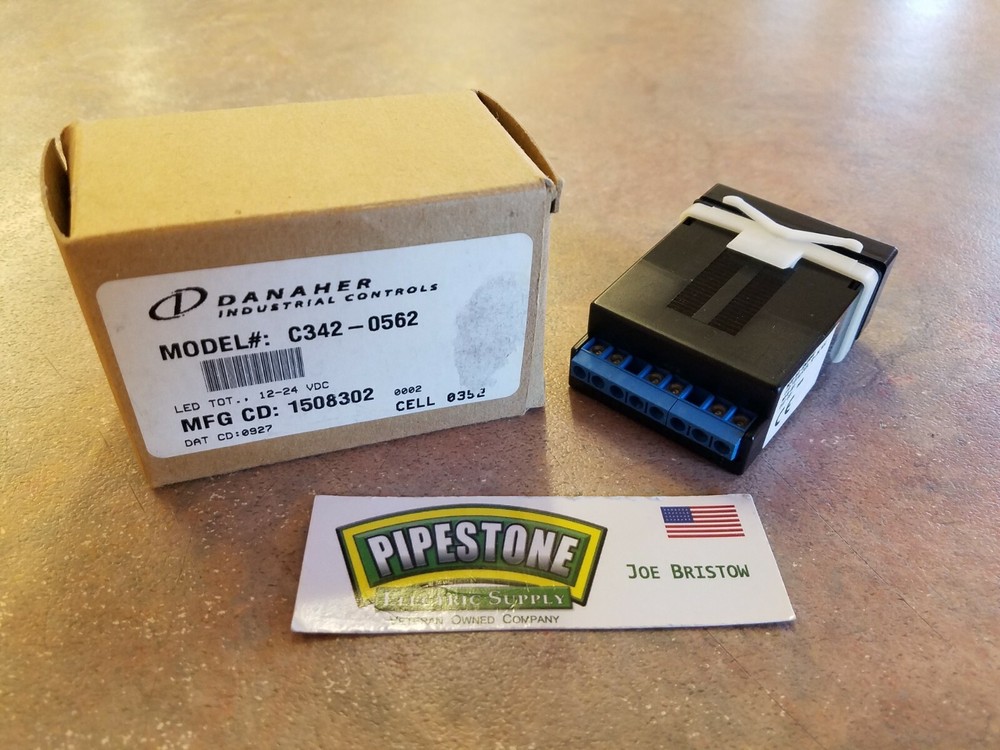 DANAHER
INDUSTRIAL CONTROLS
MODEL#: C342-0562
LED TOT., 12-24 VDC
MFG CD: 1508302
0002
DAT CD:0927
CELL 0352
CE
PIPESTONE
ELECTRIC SUPPLY
VETERAN OWNED COMPANY
JOE BRISTOW